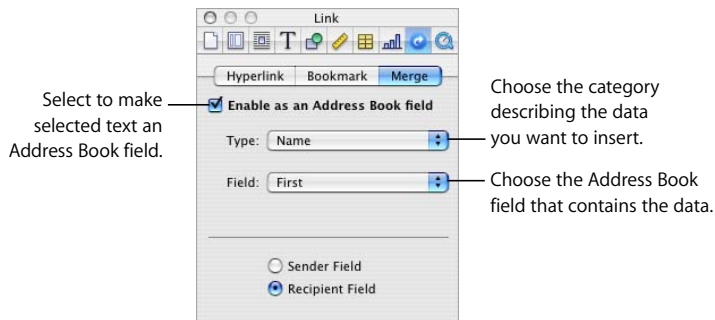 Link
T
Hyperlink Bookmark Merge
Select to make
selected text an
Address Book field.
Enable as an Address Book field
Type: Name
Field: First
Choose the category
describing the data
you want to insert.
Choose the Address Book
field that contains the data.
Sender Field
Recipient Field